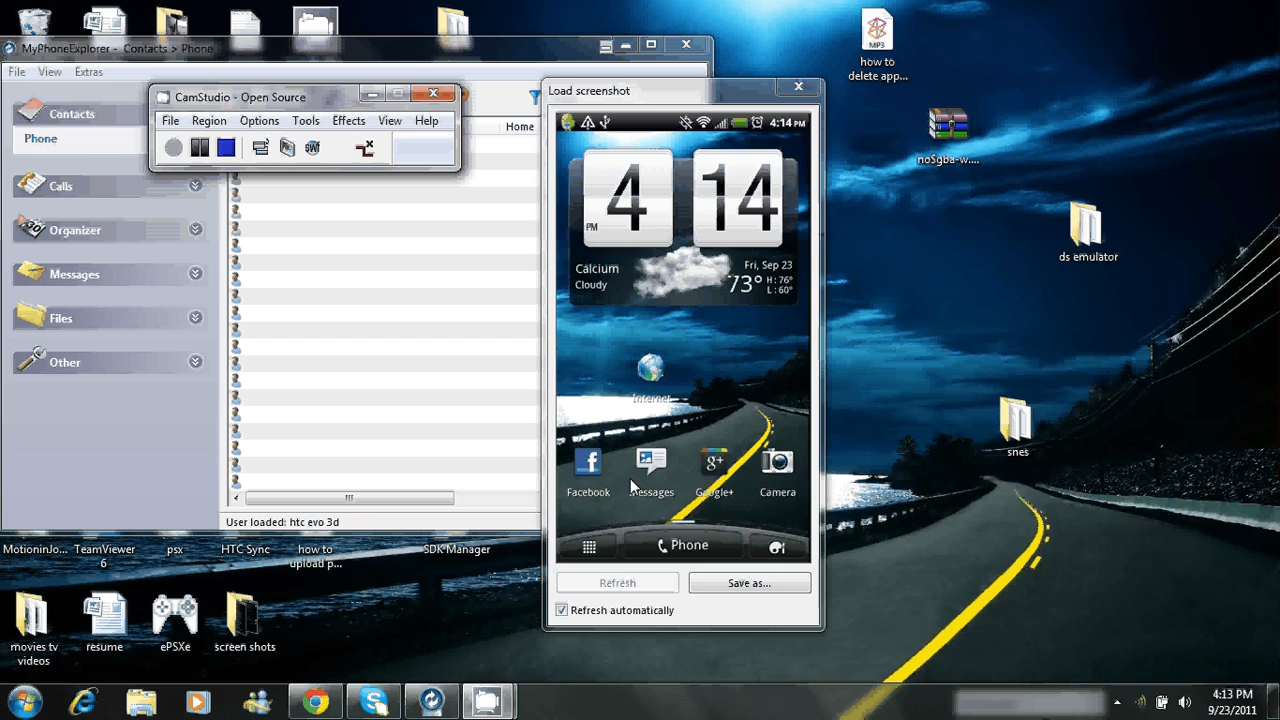 MP3
how to
delete app...
MyPhoneExplorer - Contacts > Phone
File View Extras
Contacts
Phone
Calls
Organizer
Messages
Files
Other
CamStudio - Open Source
File Region Options Tools Effects View Help
Home
User loaded: htc evo 3d
Load screenshot
4:14 PM
4 14
PM
Calcium
Cloudy
Fri, Sep 23
73° H: 76°
L: 60°
Internet
Facebook Messages Google+ Camera
Phone
Refresh Save as...
Refresh automatically
no$gba-w....
ds emulator
snes
MotioninJo... TeamViewer
6
psx
HTC Sync
how to
upload p...
SDK Manager
movies tv
videos
resume
ePSXe
screen shots
4:13 PM
9/23/2011